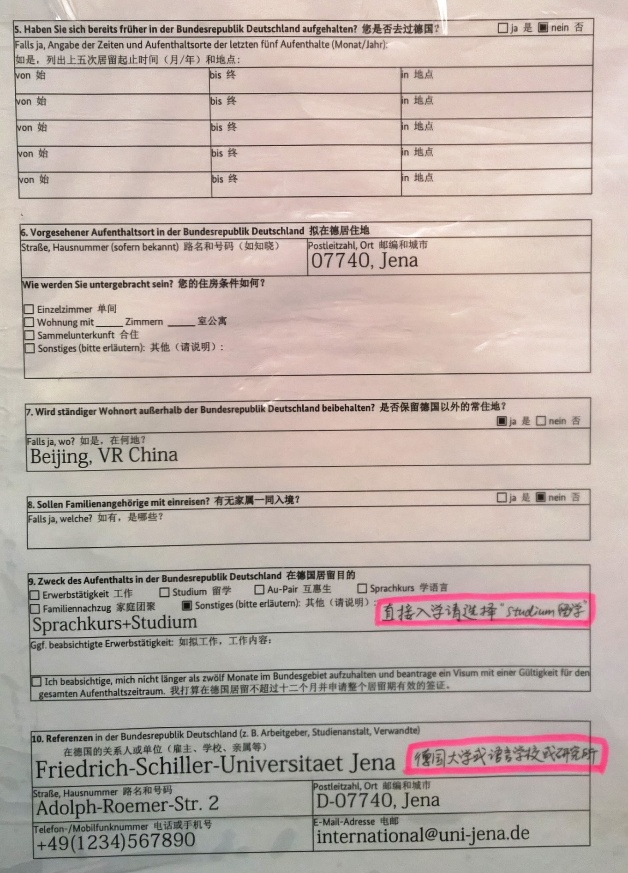 5. Haben Sie sich bereits früher in der Bundesrepublik Deutschland aufgehalten? 您是否去过德国? ja 是 nein 否
Falls ja, Angabe der Zeiten und Aufenthaltsorte der letzten fünf Aufenthalte (Monat/Jahr):
如是，列出上五次居留起止时间（月/年）和地点:
von 始 bis 终 in 地点
von 始 bis 终 in 地点
von 始 bis 终 in 地点
von 始 bis 终 in 地点
von 始 bis 终 in 地点
6. Vorgesehener Aufenthaltsort in der Bundesrepublik Deutschland 拟在德居住地
Straße, Hausnummer (sofern bekannt) 路名和号码（如知晓） Postleitzahl, Ort 邮编和城市
07740, Jena
Wie werden Sie untergebracht sein? 您的住房条件如何?
Einzelzimmer 单间
Wohnung mit _____ Zimmern _____ 室公寓
Sammelunterkunft 合住
Sonstiges (bitte erläutern): 其他（请说明）:
7. Wird ständiger Wohnort außerhalb der Bundesrepublik Deutschland beibehalten? 是否保留德国以外的常住地?
ja 是 nein 否
Falls ja, wo? 如是，在何地?
Beijing, VR China
8. Sollen Familienangehörige mit einreisen? 有无家属一同入境? ja 是 nein 否
Falls ja, welche? 如有，是哪些?
9. Zweck des Aufenthalts in der Bundesrepublik Deutschland 在德国居留目的
Erwerbstätigkeit 工作 Studium 留学 Au-Pair 互惠生 Sprachkurs 学语言
Familiennachzug 家庭团聚 Sonstiges (bitte erläutern): 其他（请说明）: 直接入学请选择"Studium留学"
Sprachkurs+Studium
Ggf. beabsichtigte Erwerbstätigkeit: 如拟工作，工作内容:
Ich beabsichtige, mich nicht länger als zwölf Monate im Bundesgebiet aufzuhalten und beantrage ein Visum mit einer Gültigkeit für den
gesamten Aufenthaltszeitraum. 我打算在德国居留不超过十二个月并申请整个居留期有效的签证。
10. Referenzen in der Bundesrepublik Deutschland (z. B. Arbeitgeber, Studienanstalt, Verwandte)
在德国的关系人或单位（雇主、学校、亲属等）
Friedrich-Schiller-Universitaet Jena 德国大学或语言学校或研究所
Straße, Hausnummer 路名和号码 Postleitzahl, Ort 邮编和城市
Adolph-Roemer-Str. 2 D-07740, Jena
Telefon-/Mobilfunknummer 电话或手机号 E-Mail-Adresse 电邮
+49(1234)567890 international@uni-jena.de